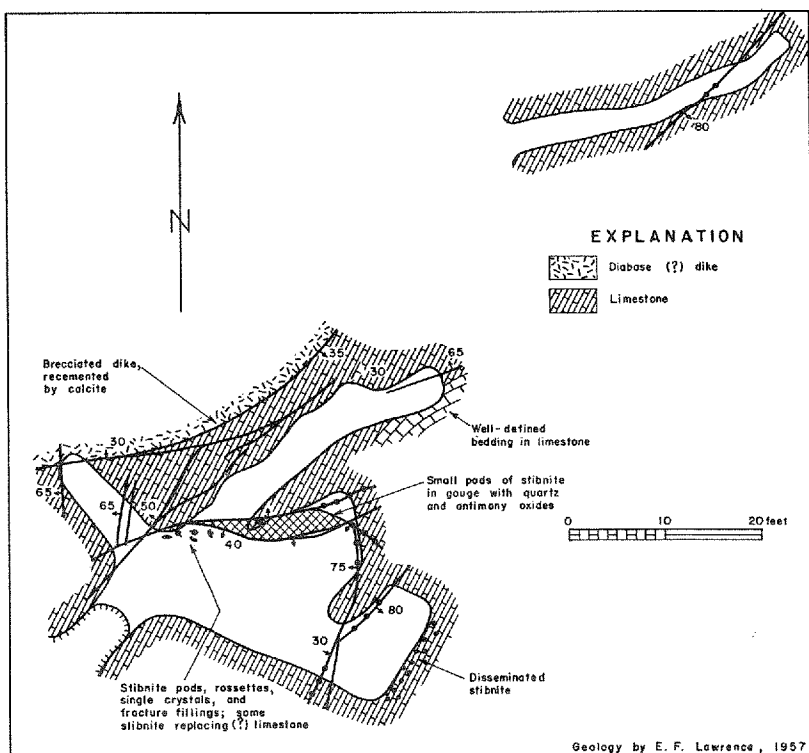 80
N
EXPLANATION
Diabase (?) dike
Limestone
35
65
30
Brecciated dike,
recemented
by calcite
30
Well-defined
bedding in limestone
65
65
50
Small pods of stibnite
in gouge with quartz
and antimony oxides
40
0 10 20 feet
75
80
30
Disseminated
stibnite
Stibnite pods, rossettes,
single crystals, and
fracture fillings; some
stibnite replacing (?) limestone
Geology by E. F. Lawrence, 1957